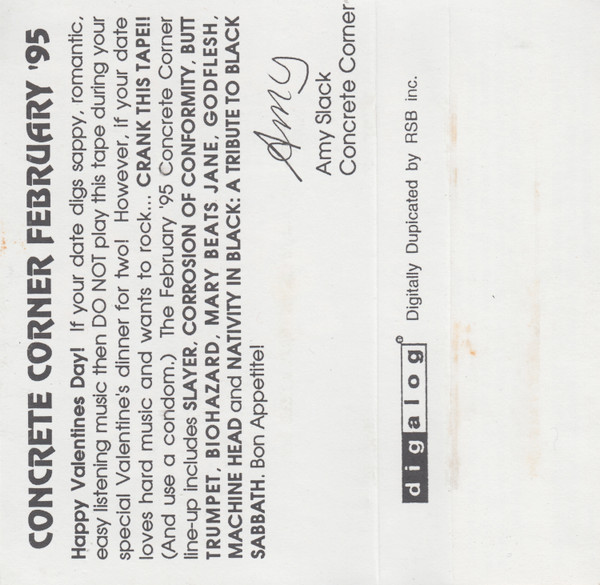 CONCRETE CORNER FEBRUARY '95
Happy Valentines Day! If your date digs sappy, romantic,
easy listening music then DO NOT play this tape during your
special Valentine's dinner for two! However, if your date
loves hard music and wants to rock... CRANK THIS TAPE!!
(And use a condom.) The February '95 Concrete Corner
line-up includes SLAYER, CORROSION OF CONFORMITY, BUTT
TRUMPET, BIOHAZARD, MARY BEATS JANE, GODFLESH,
MACHINE HEAD and NATIVITY IN BLACK: A TRIBUTE TO BLACK
SABBATH. Bon Appetite!
Amy
Amy Slack
Concrete Corner
digalog© Digitally Dupicated by RSB inc.